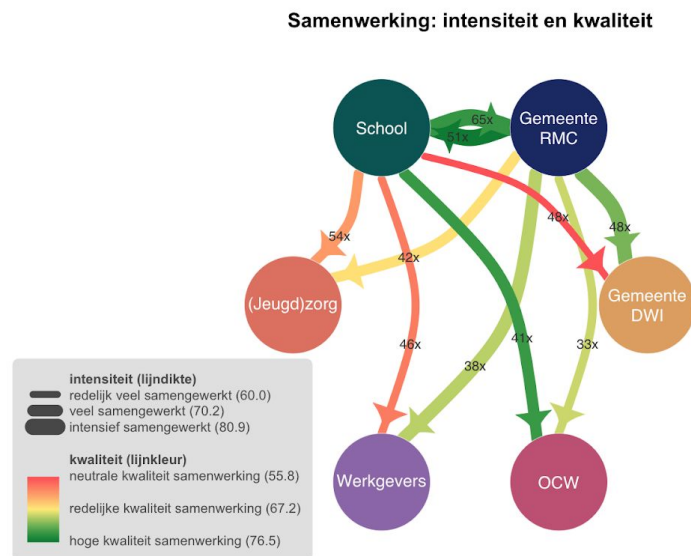 Samenwerking: intensiteit en kwaliteit
School
65x
51x
Gemeente
RMC
54x
42x
48x
48x
(Jeugd)zorg
Gemeente
DWI
46x
38x
41x
33x
Werkgevers
OCW
intensiteit (lijndikte)
redelijk veel samengewerkt (60.0)
veel samengewerkt (70.2)
intensief samengewerkt (80.9)
kwaliteit (lijnkleur)
neutrale kwaliteit samenwerking (55.8)
redelijke kwaliteit samenwerking (67.2)
hoge kwaliteit samenwerking (76.5)